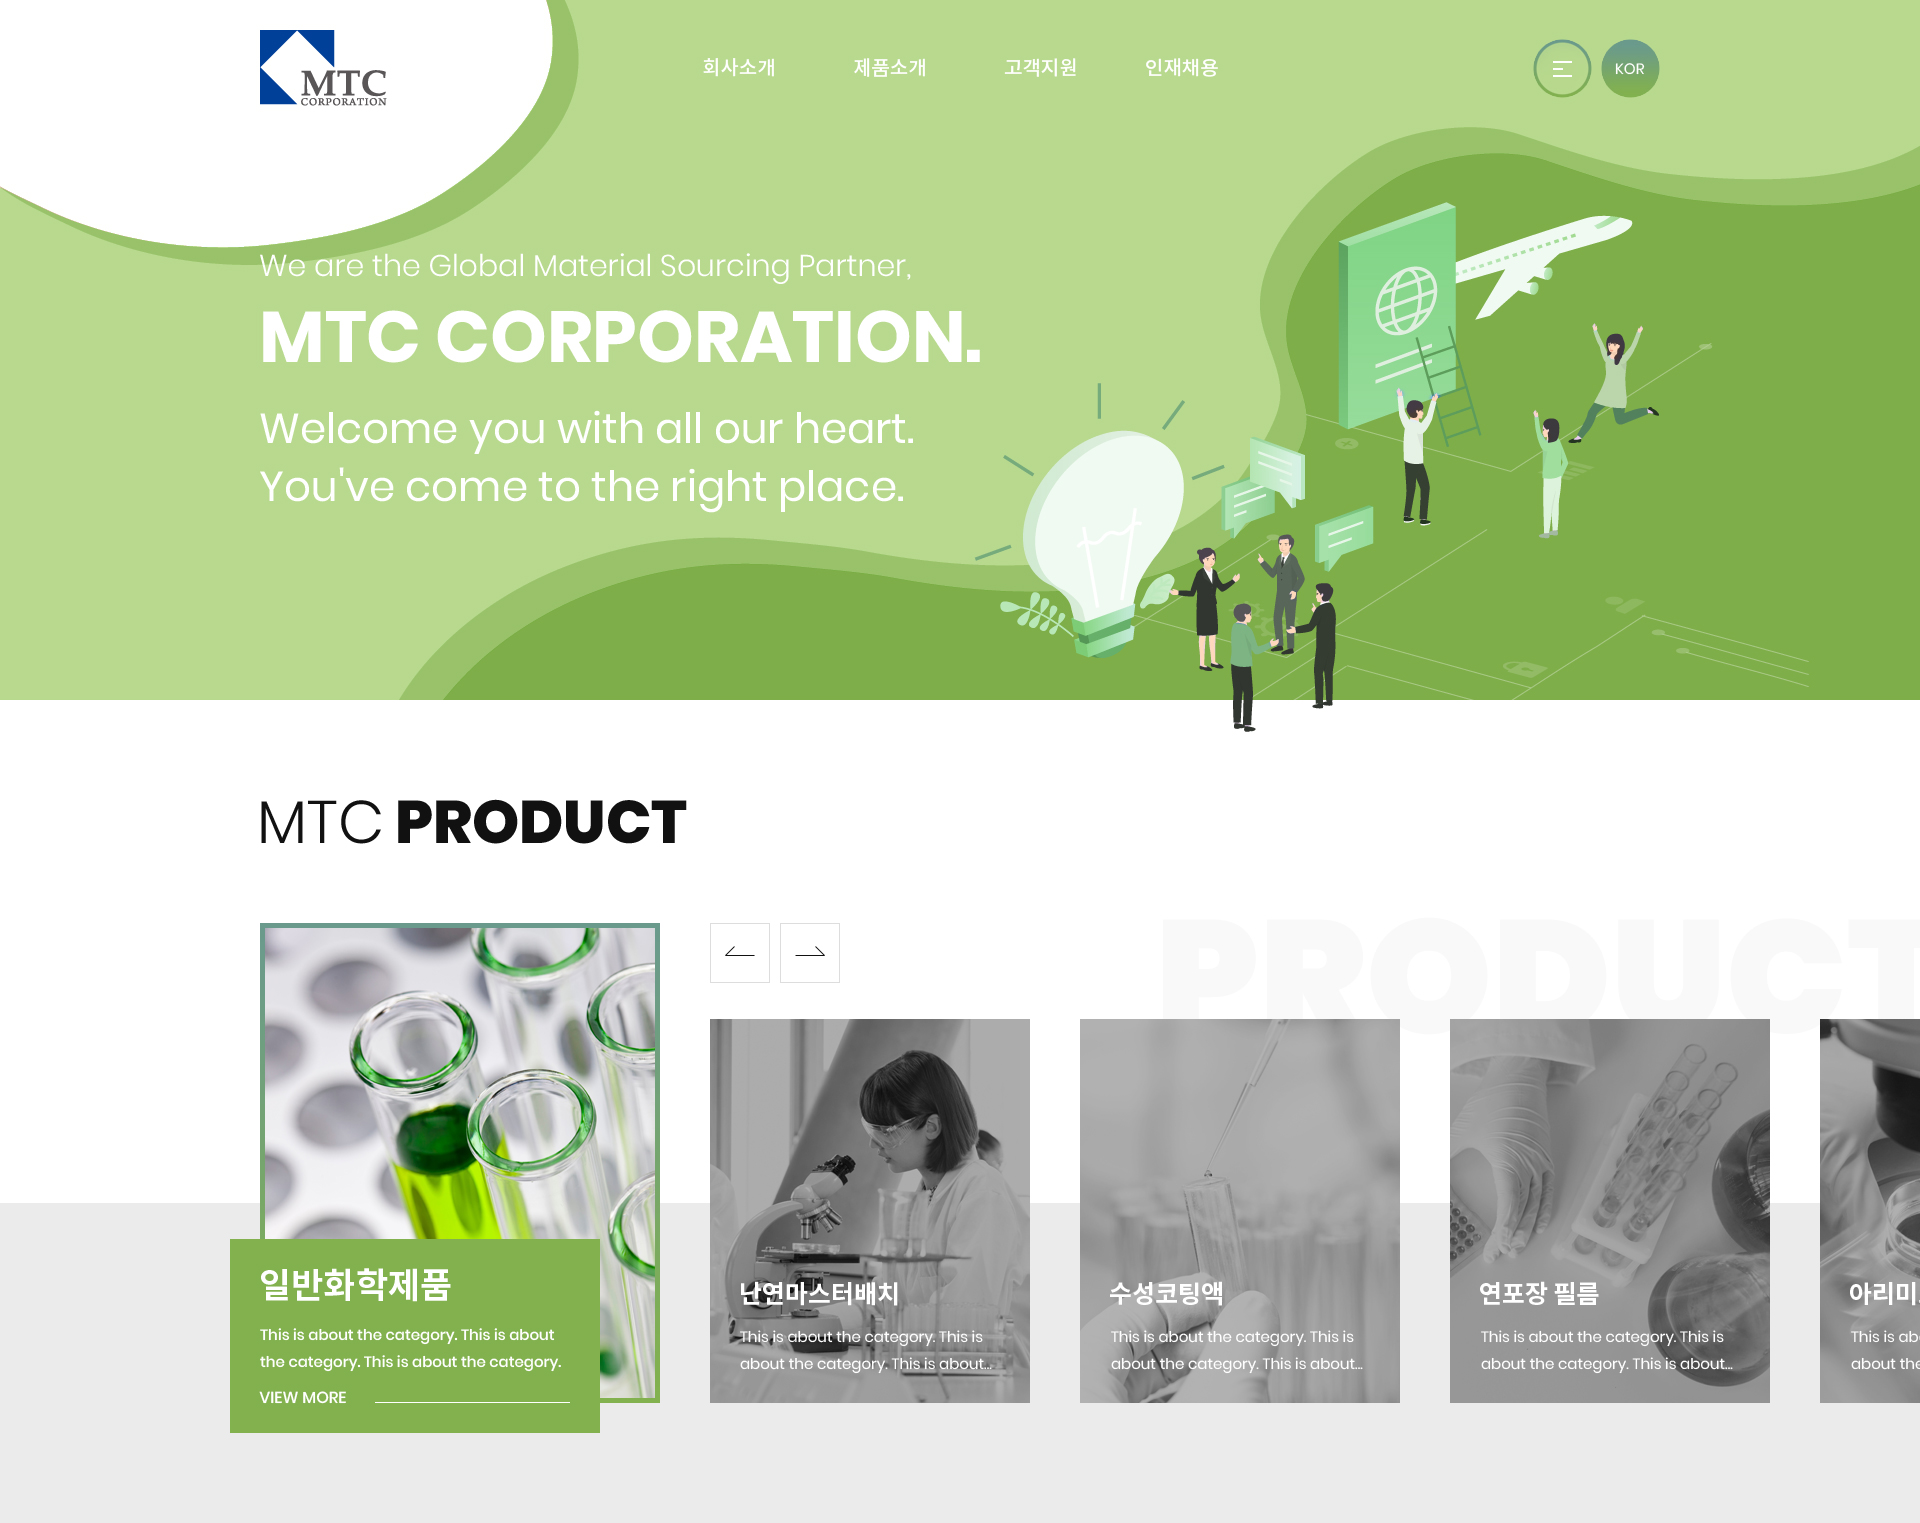 MTC
CORPORATION
회사소개
제품소개
고객지원
인재채용
KOR
We are the Global Material Sourcing Partner,
MTC CORPORATION.
Welcome you with all our heart.
You've come to the right place.
MTC PRODUCT
PRODUCT
일반화학제품
This is about the category. This is about
the category. This is about the category.
VIEW MORE
난연마스터배치
This is about the category. This is
about the category. This is about...
수성코팅액
This is about the category. This is
about the category. This is about...
연포장 필름
This is about the category. This is
about the category. This is about...
아리미
This is
about the